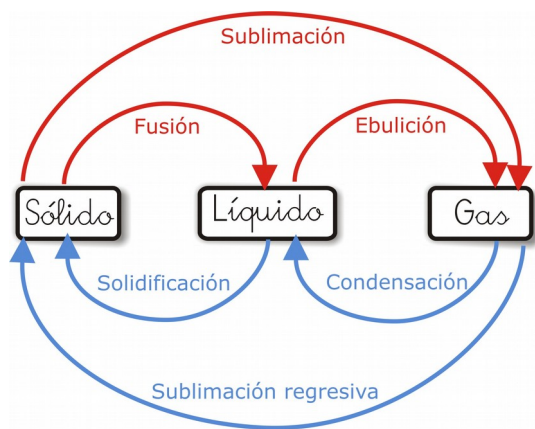 Sublimación
Fusión
Ebulición
Sólido
Líquido
Gas
Solidificación
Condensación
Sublimación regresiva